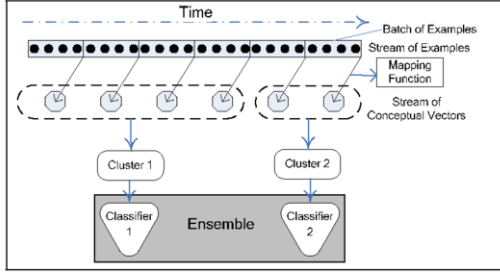 Time
Batch of Examples
Stream of Examples
Mapping
Function
Stream of
Conceptual Vectors
Cluster 1
Cluster 2
Classifier
1
Ensemble
Classifier
2